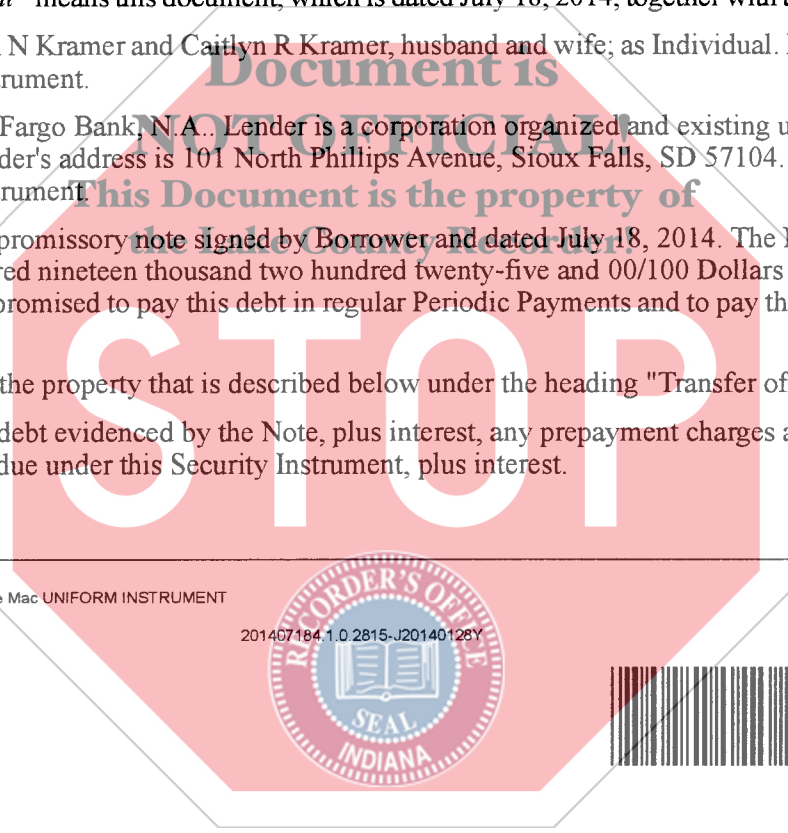 means this document, which is dated July 18, 2014, together with
N Kramer and Caitlyn R Kramer, husband and wife; as Individual.
rument.
Document is
NOT OFFICIAL!
Fargo Bank, N.A.. Lender is a corporation organized and existing u
der's address is 101 North Phillips Avenue, Sioux Falls, SD 57104.
rument.
This Document is the property of
the Lake County Recorder!
promissory note signed by Borrower and dated July 18, 2014. The
red nineteen thousand two hundred twenty-five and 00/100 Dollars
promised to pay this debt in regular Periodic Payments and to pay th
STOP
the property that is described below under the heading "Transfer of
debt evidenced by the Note, plus interest, any prepayment charges a
due under this Security Instrument, plus interest.
e Mac UNIFORM INSTRUMENT
201407184.1.0.2815-J20140128Y
RECORDER'S OFFICE
SEAL
INDIANA